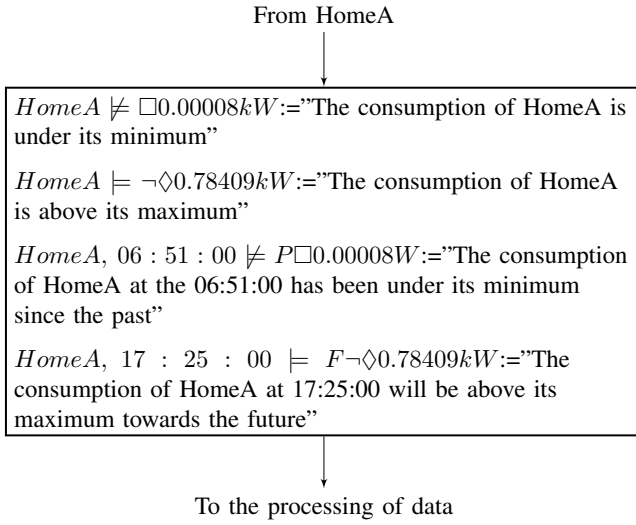 From HomeA
HomeA ⊭ □0.00008kW:=”The consumption of HomeA is
under its minimum”
HomeA ⊨ ¬◊0.78409kW:=”The consumption of HomeA
is above its maximum”
HomeA, 06 : 51 : 00 ⊭ P□0.00008W:=”The consumption
of HomeA at the 06:51:00 has been under its minimum
since the past”
HomeA, 17 : 25 : 00 ⊨ F¬◊0.78409kW:=”The
consumption of HomeA at 17:25:00 will be above its
maximum towards the future”
To the processing of data